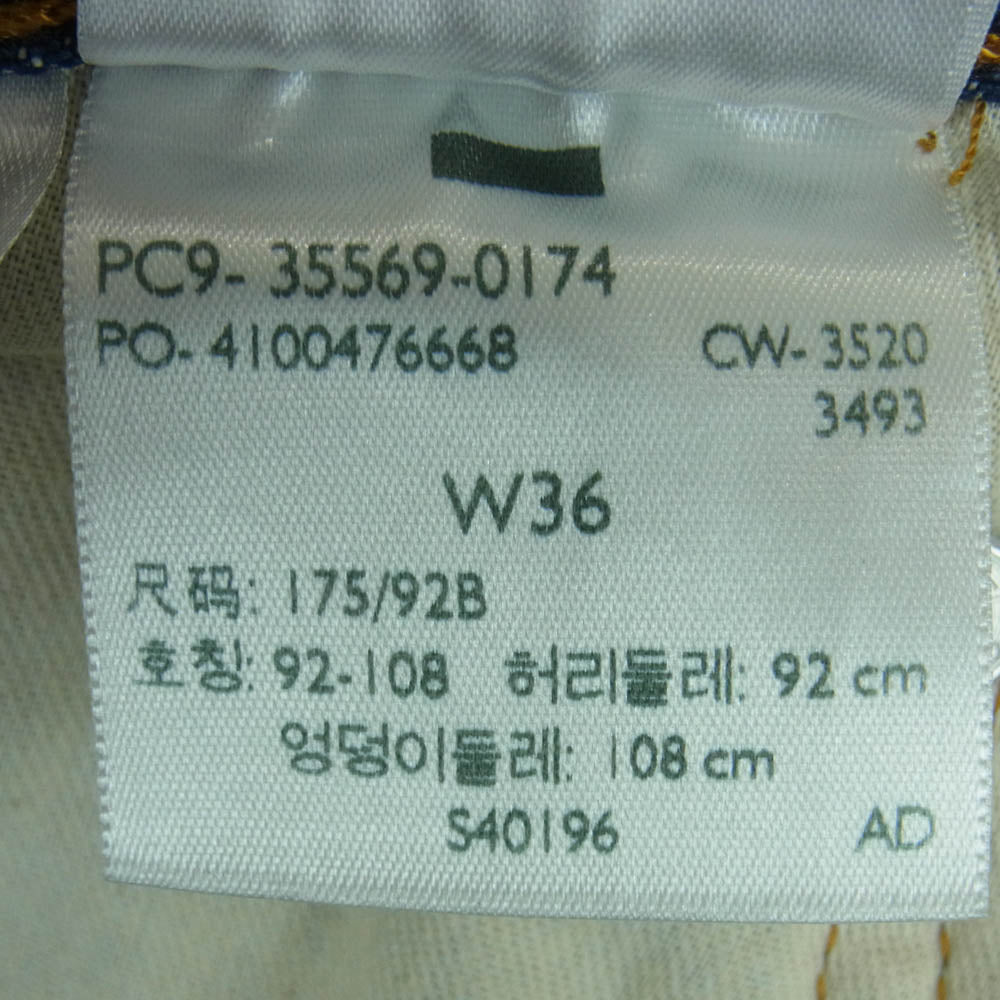 PC9- 35569-0174
PO- 4100476668 CW- 3520
3493
W36
尺码: 175/92B
호칭: 92-108 허리둘레: 92 cm
엉덩이둘레: 108 cm
S40196 AD